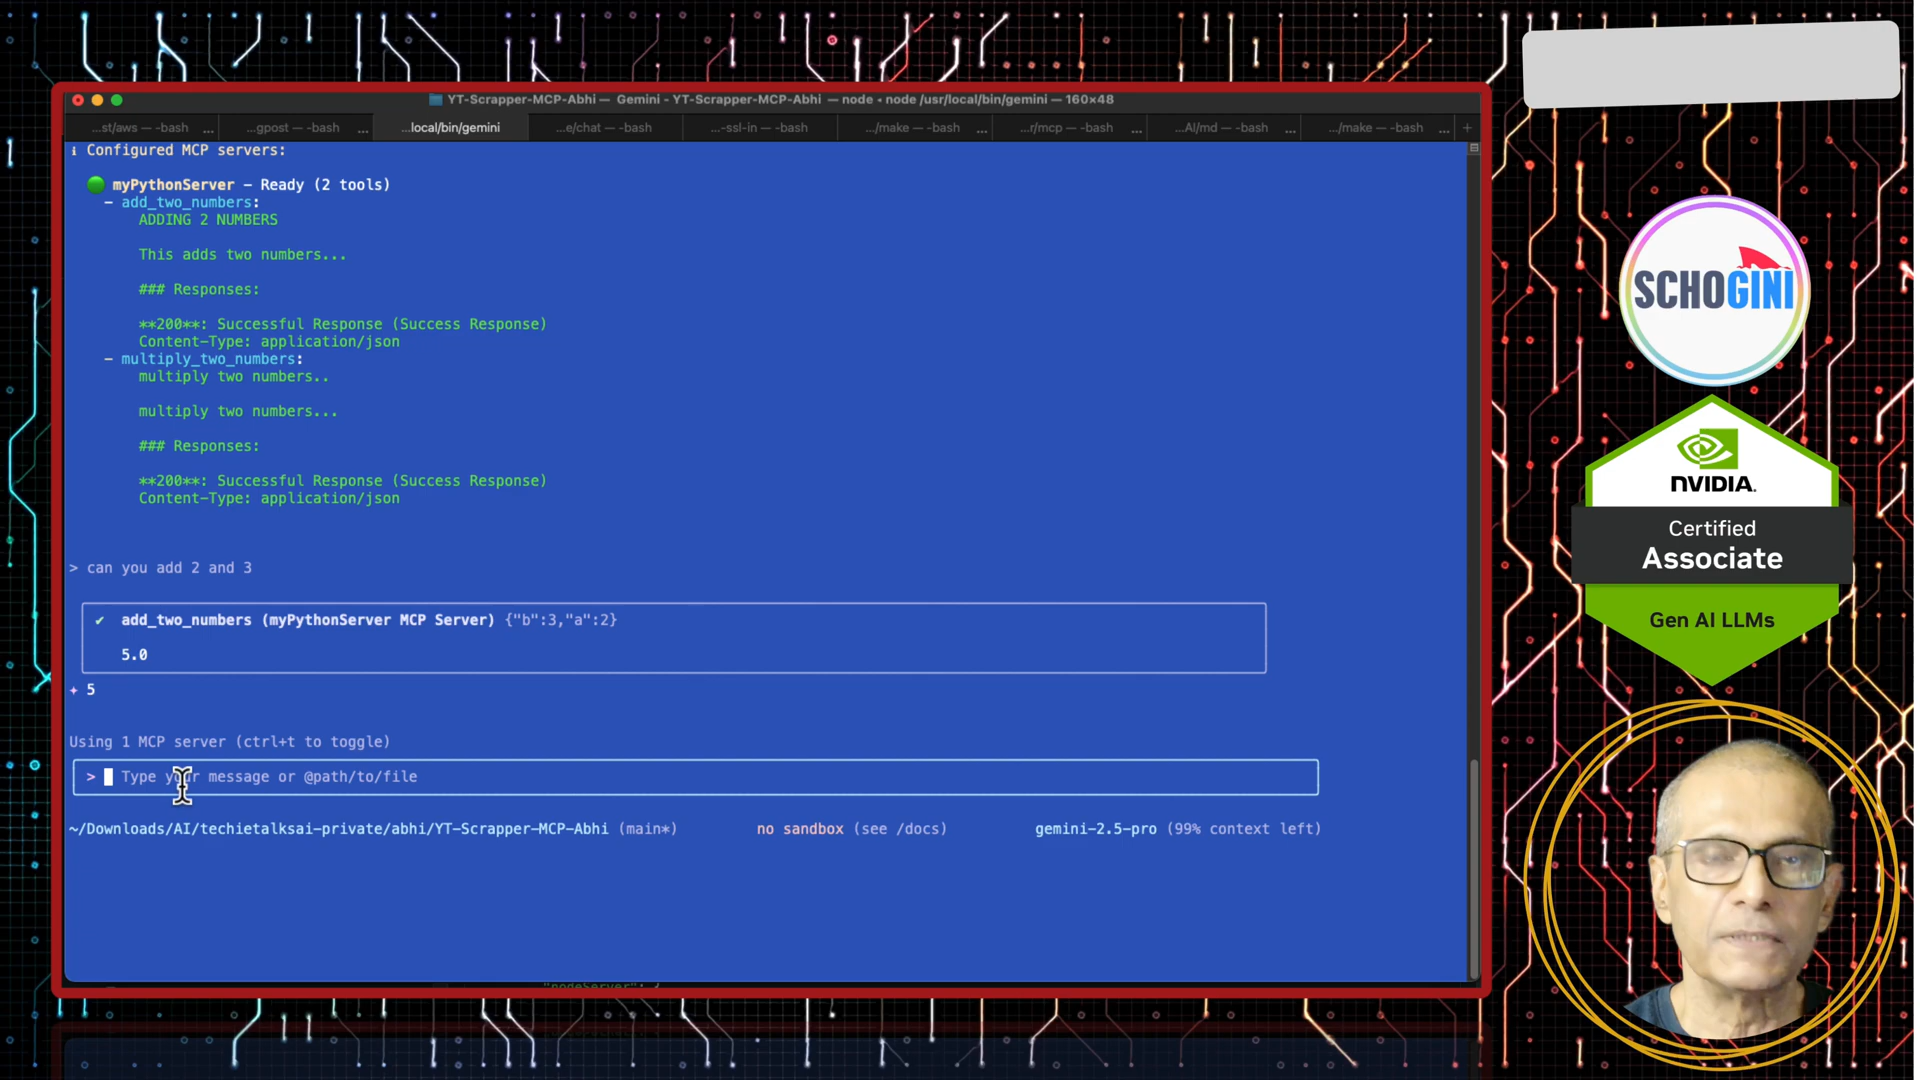 YT-Scrapper-MCP-Abhi — Gemini - YT-Scrapper-MCP-Abhi — node • node /usr/local/bin/gemini — 160×48
...st/aws — -bash ... ...gpost — -bash ... ...local/bin/gemini ...e/chat — -bash ...-ssl-in — -bash .../make — -bash ... ...r/mcp — -bash ... ...AI/md — -bash ... .../make — -bash ... +
ℹ Configured MCP servers:
myPythonServer – Ready (2 tools)
– add_two_numbers:
ADDING 2 NUMBERS
This adds two numbers...
### Responses:
**200**: Successful Response (Success Response)
Content-Type: application/json
– multiply_two_numbers:
multiply two numbers..
multiply two numbers...
### Responses:
**200**: Successful Response (Success Response)
Content-Type: application/json
> can you add 2 and 3
✔ add_two_numbers (myPythonServer MCP Server) {"b":3,"a":2}
5.0
✦ 5
Using 1 MCP server (ctrl+t to toggle)
> Type your message or @path/to/file
~/Downloads/AI/techietalksai-private/abhi/YT-Scrapper-MCP-Abhi (main*) no sandbox (see /docs) gemini-2.5-pro (99% context left)
"nodeServer": {
SCHOGINI
NVIDIA.
Certified
Associate
Gen AI LLMs